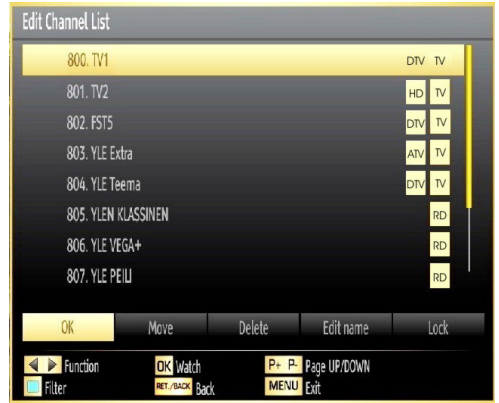 Edit Channel List
800. TV1 DTV TV
801. TV2 HD TV
802. FST5 DTV TV
803. YLE Extra ATV TV
804. YLE Teema DTV TV
805. YLEN KLASSINEN RD
806. YLE VEGA+ RD
807. YLE PEILI RD
OK Move Delete Edit name Lock
Function OK Watch P+ P- Page UP/DOWN
Filter RET./BACK Back MENU Exit